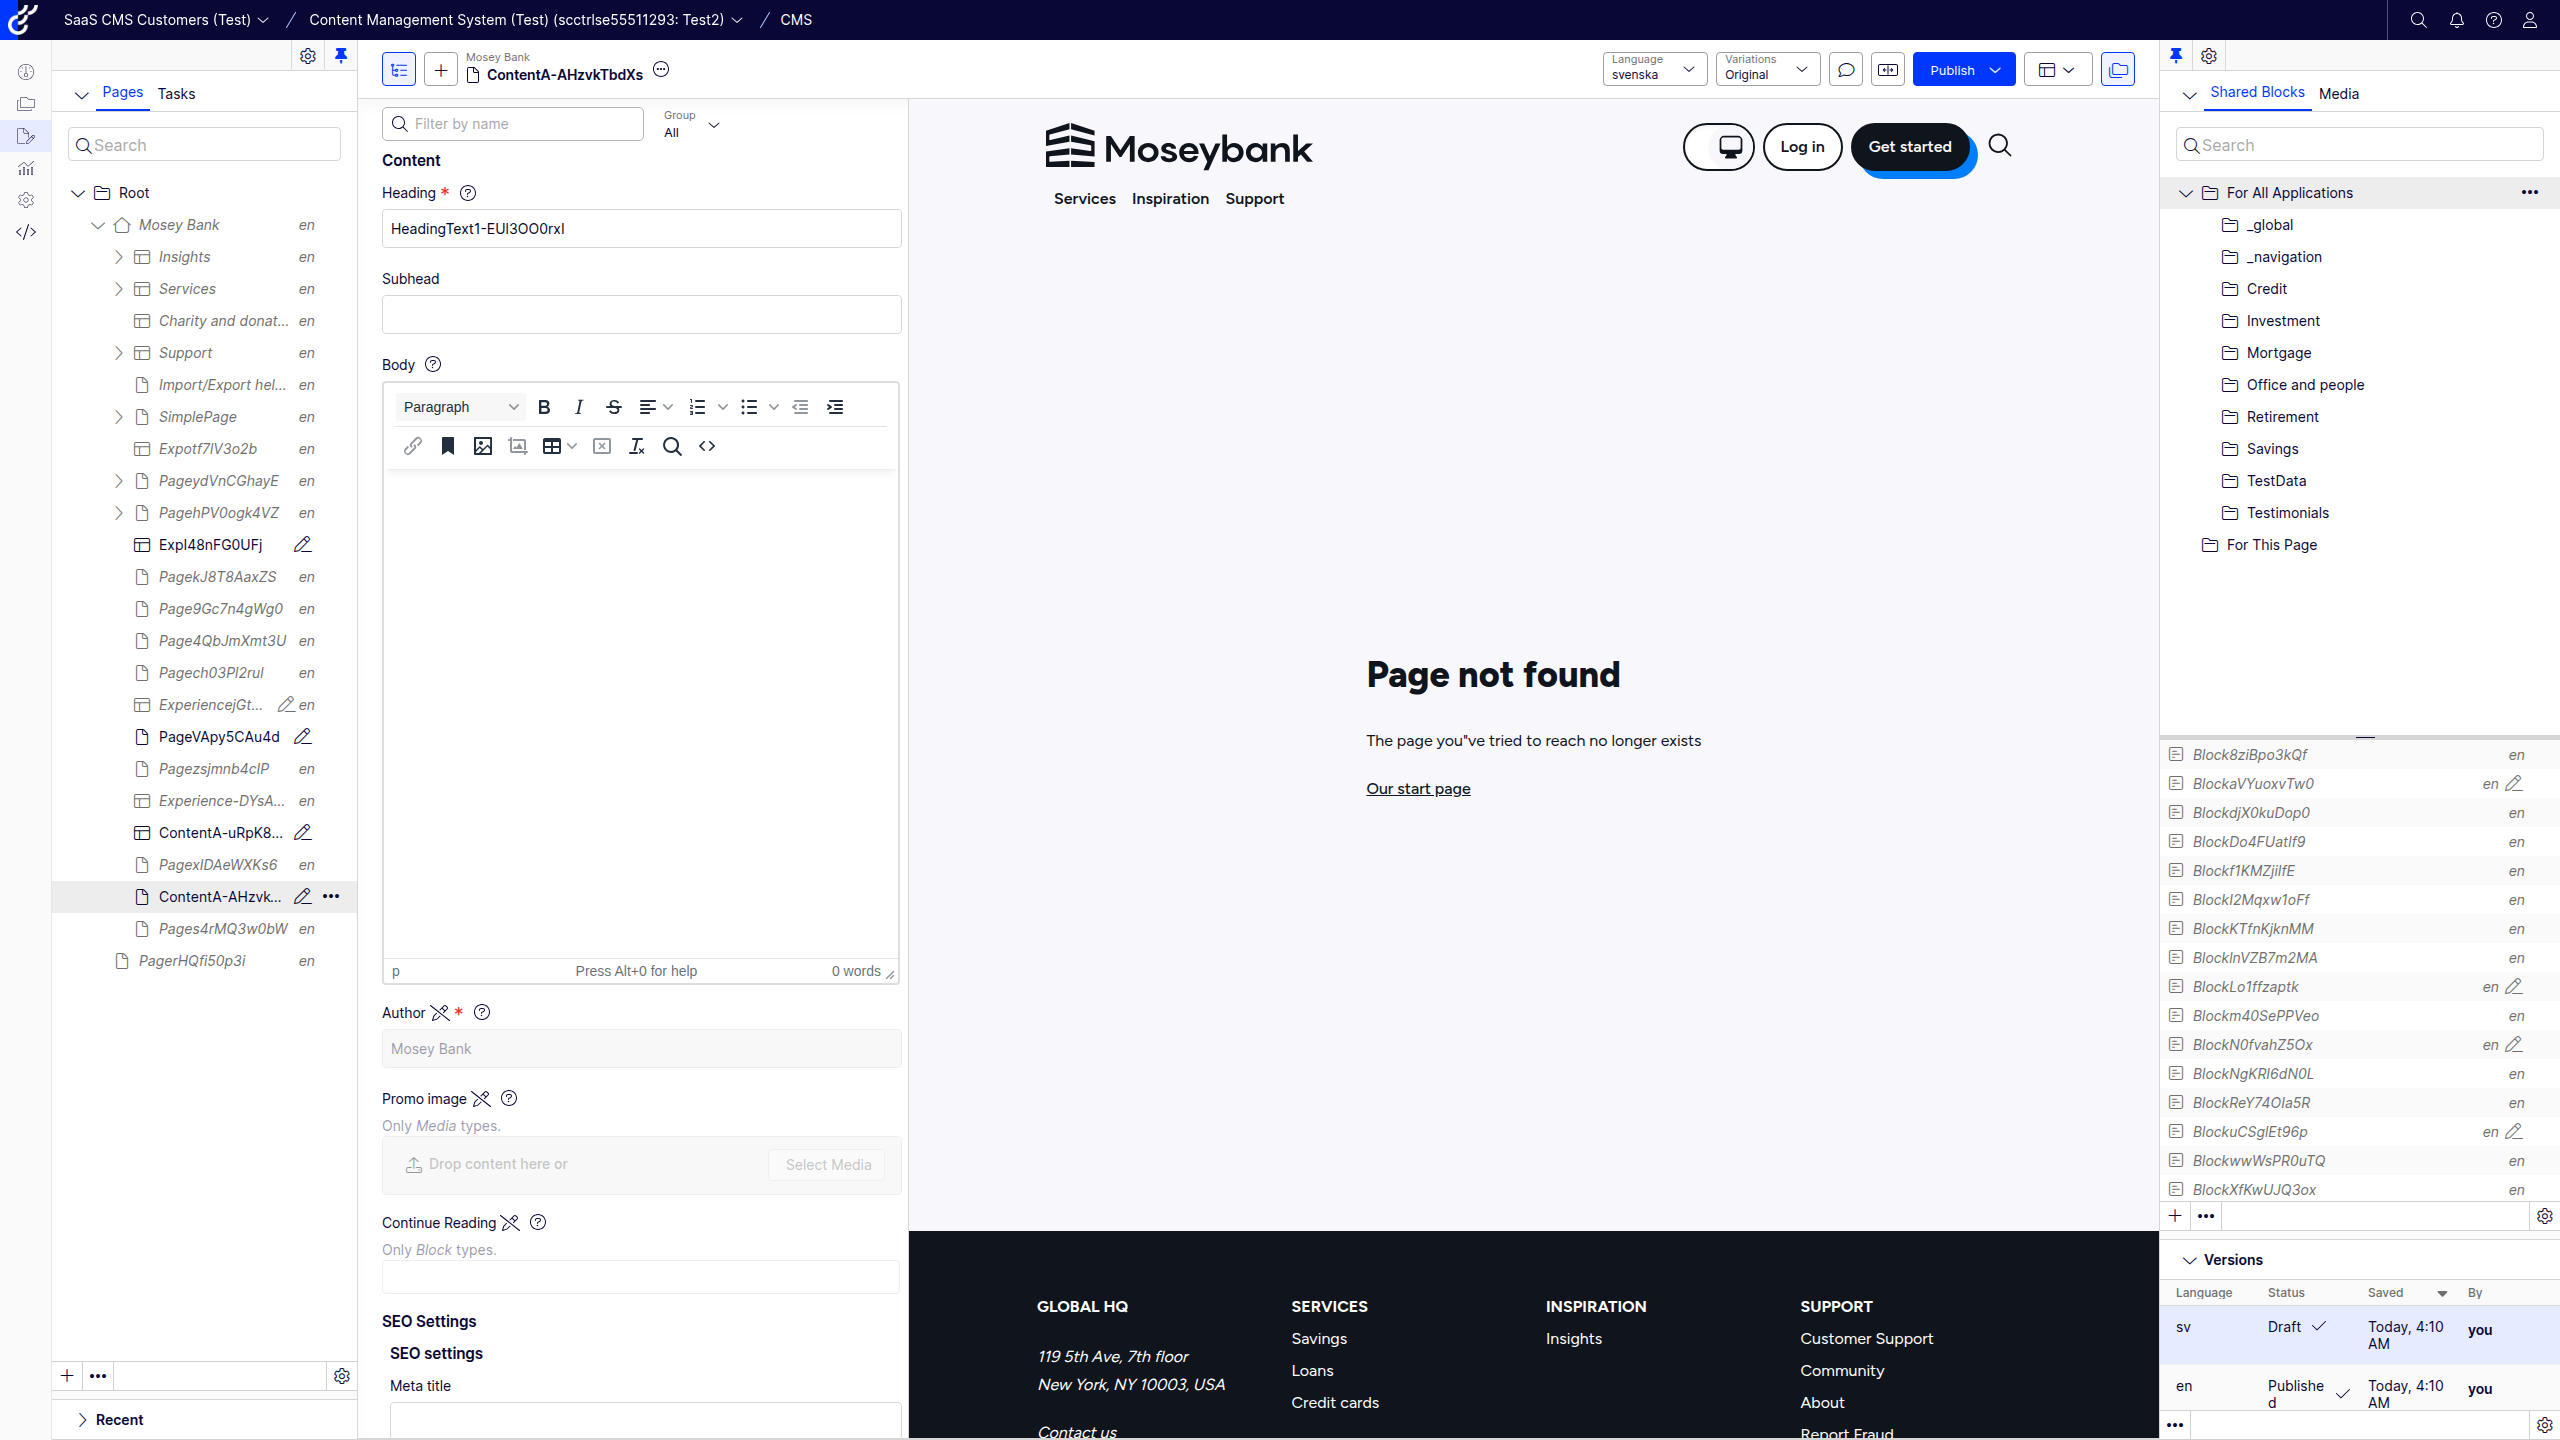 SaaS CMS Customers (Test) / Content Management System (Test) (scctrlse55511293: Test2) / CMS
Pages Tasks
Search
Root
Mosey Bank en
Insights en
Services en
Charity and donat... en
Support en
Import/Export hel... en
SimplePage en
Expotf7lV3o2b en
PageydVnCGhayE en
PagehPV0ogk4VZ en
Expl48nFG0UFj
PagekJ8T8AaxZS en
Page9Gc7n4gWg0 en
Page4QbJmXmt3U en
Pagech03Pl2rul en
ExperiencejGt... en
PageVApy5CAu4d
Pagezsjmnb4clP en
Experience-DYsA... en
ContentA-uRpK8...
PagexlDAeWXKs6 en
ContentA-AHzvk...
Pages4rMQ3w0bW en
PagerHQfi50p3i en
Recent
Mosey Bank
ContentA-AHzvkTbdXs
Language
svenska
Variations
Original
Publish
Filter by name
Group
All
Content
Heading *
HeadingText1-EUI3OO0rxI
Subhead
Body
Paragraph
p Press Alt+0 for help 0 words
Author *
Mosey Bank
Promo image
Only Media types.
Drop content here or Select Media
Continue Reading
Only Block types.
SEO Settings
SEO settings
Meta title
Moseybank
Log in
Get started
Services Inspiration Support
Page not found
The page you"ve tried to reach no longer exists
Our start page
GLOBAL HQ
119 5th Ave, 7th floor
New York, NY 10003, USA
Contact us
SERVICES
Savings
Loans
Credit cards
INSPIRATION
Insights
SUPPORT
Customer Support
Community
About
Report Fraud
Shared Blocks Media
Search
For All Applications
_global
_navigation
Credit
Investment
Mortgage
Office and people
Retirement
Savings
TestData
Testimonials
For This Page
Block8ziBpo3kQf en
BlockaVYuoxvTw0 en
BlockdjX0kuDop0 en
BlockDo4FUatlf9 en
Blockf1KMZjilfE en
BlockI2Mqxw1oFf en
BlockKTfnKjknMM en
BlocklnVZB7m2MA en
BlockLo1ffzaptk en
Blockm40SePPVeo en
BlockN0fvahZ5Ox en
BlockNgKRI6dN0L en
BlockReY74OIa5R en
BlockuCSglEt96p en
BlockwwWsPR0uTQ en
BlockXfKwUJQ3ox en
Versions
Language Status Saved By
sv Draft Today, 4:10 AM you
en Published Today, 4:10 AM you